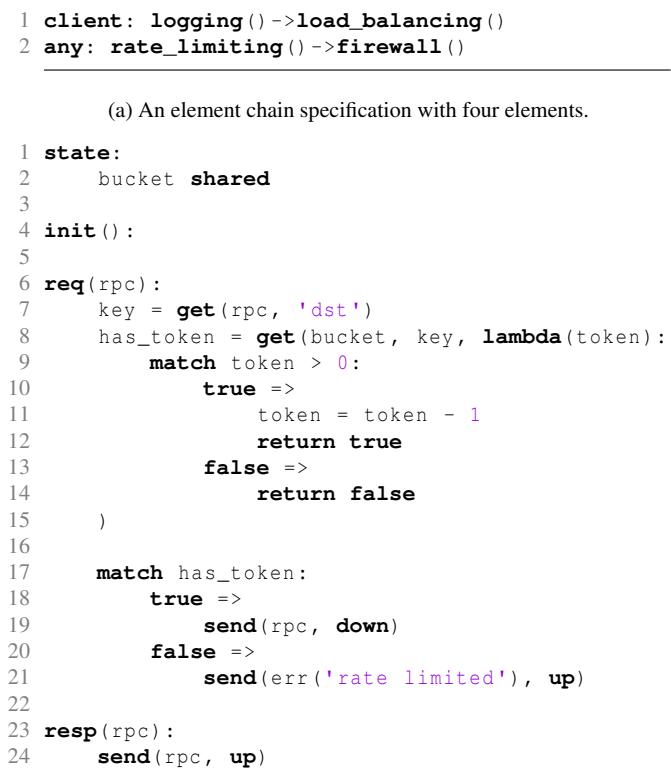 1 client: logging()->load_balancing()
2 any: rate_limiting()->firewall()
(a) An element chain specification with four elements.
1 state:
2     bucket shared
3
4 init():
5
6 req(rpc):
7     key = get(rpc, 'dst')
8     has_token = get(bucket, key, lambda(token):
9         match token > 0:
10             true =>
11                 token = token - 1
12                 return true
13             false =>
14                 return false
15     )
16
17     match has_token:
18         true =>
19             send(rpc, down)
20         false =>
21             send(err('rate limited'), up)
22
23 resp(rpc):
24     send(rpc, up)